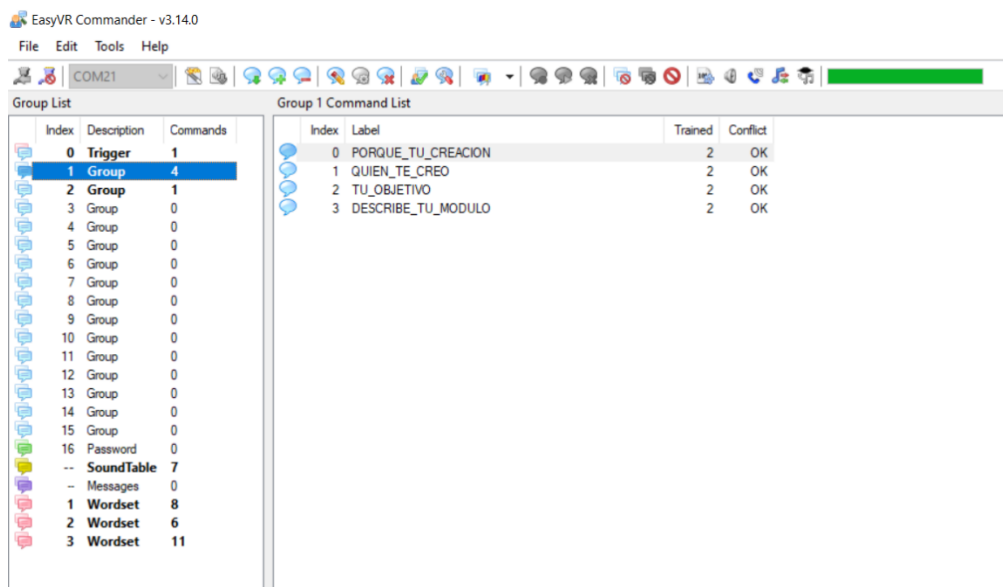 EasyVR Commander - v3.14.0
File Edit Tools Help
COM21
Group List
Index Description Commands
0 Trigger 1
1 Group 4
2 Group 1
3 Group 0
4 Group 0
5 Group 0
6 Group 0
7 Group 0
8 Group 0
9 Group 0
10 Group 0
11 Group 0
12 Group 0
13 Group 0
14 Group 0
15 Group 0
16 Password 0
-- SoundTable 7
-- Messages 0
1 Wordset 8
2 Wordset 6
3 Wordset 11
Group 1 Command List
Index Label Trained Conflict
0 PORQUE_TU_CREACION 2 OK
1 QUIEN_TE_CREO 2 OK
2 TU_OBJETIVO 2 OK
3 DESCRIBE_TU_MODULO 2 OK